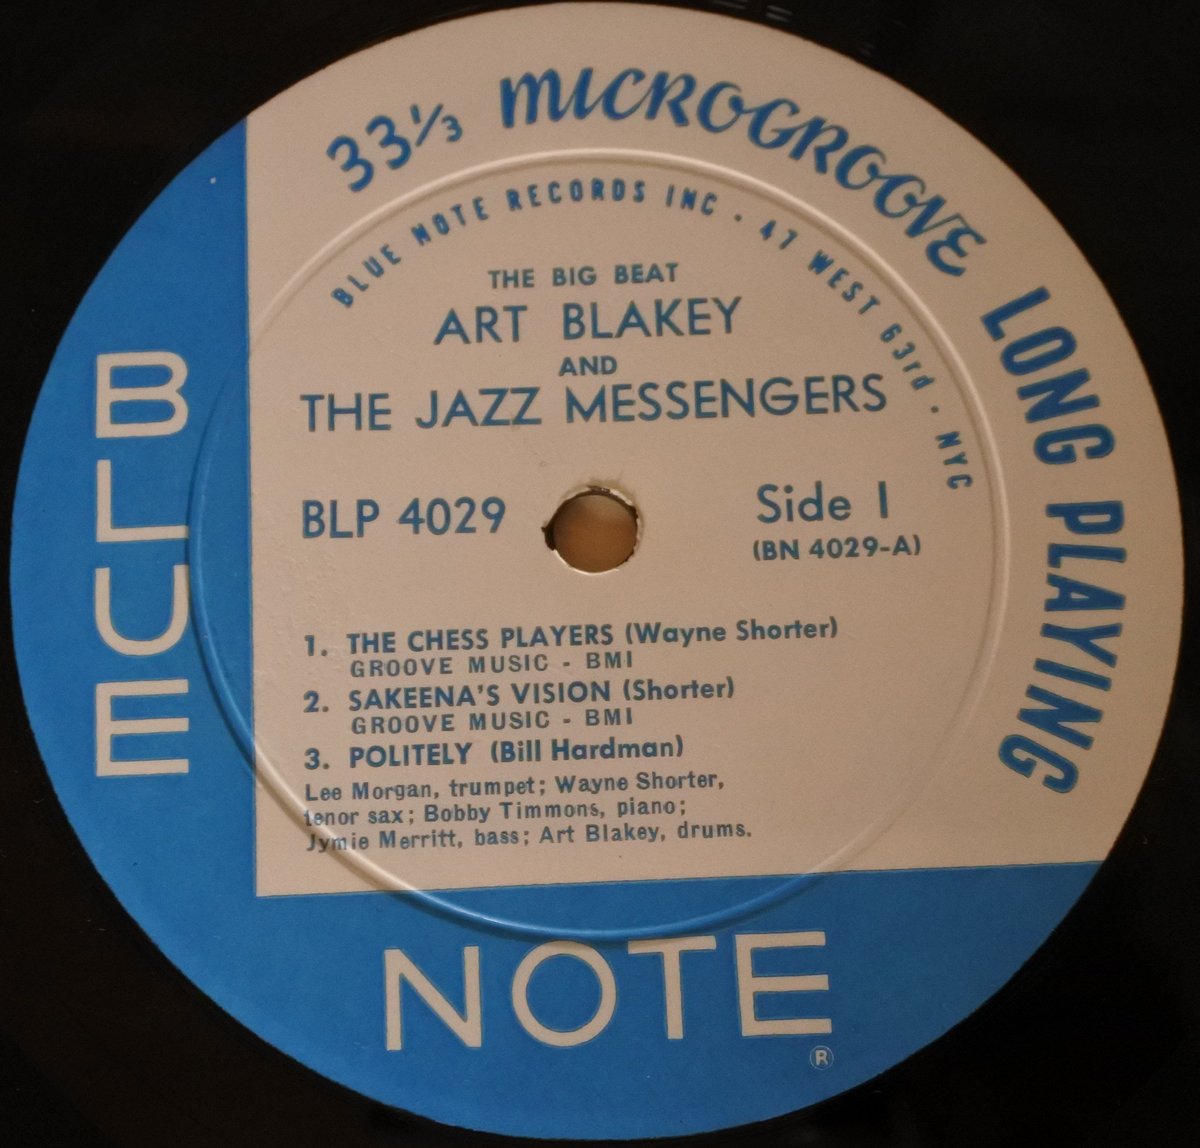 33⅓ MICROGROOVE LONG PLAYING
BLUE NOTE RECORDS INC · 47 WEST 63rd · NYC
THE BIG BEAT
ART BLAKEY
AND
THE JAZZ MESSENGERS
BLP 4029
Side 1
(BN 4029-A)
1. THE CHESS PLAYERS (Wayne Shorter)
GROOVE MUSIC - BMI
2. SAKEENA'S VISION (Shorter)
GROOVE MUSIC - BMI
3. POLITELY (Bill Hardman)
Lee Morgan, trumpet; Wayne Shorter,
tenor sax; Bobby Timmons, piano;
Jymie Merritt, bass; Art Blakey, drums.
BLUE
NOTE
®